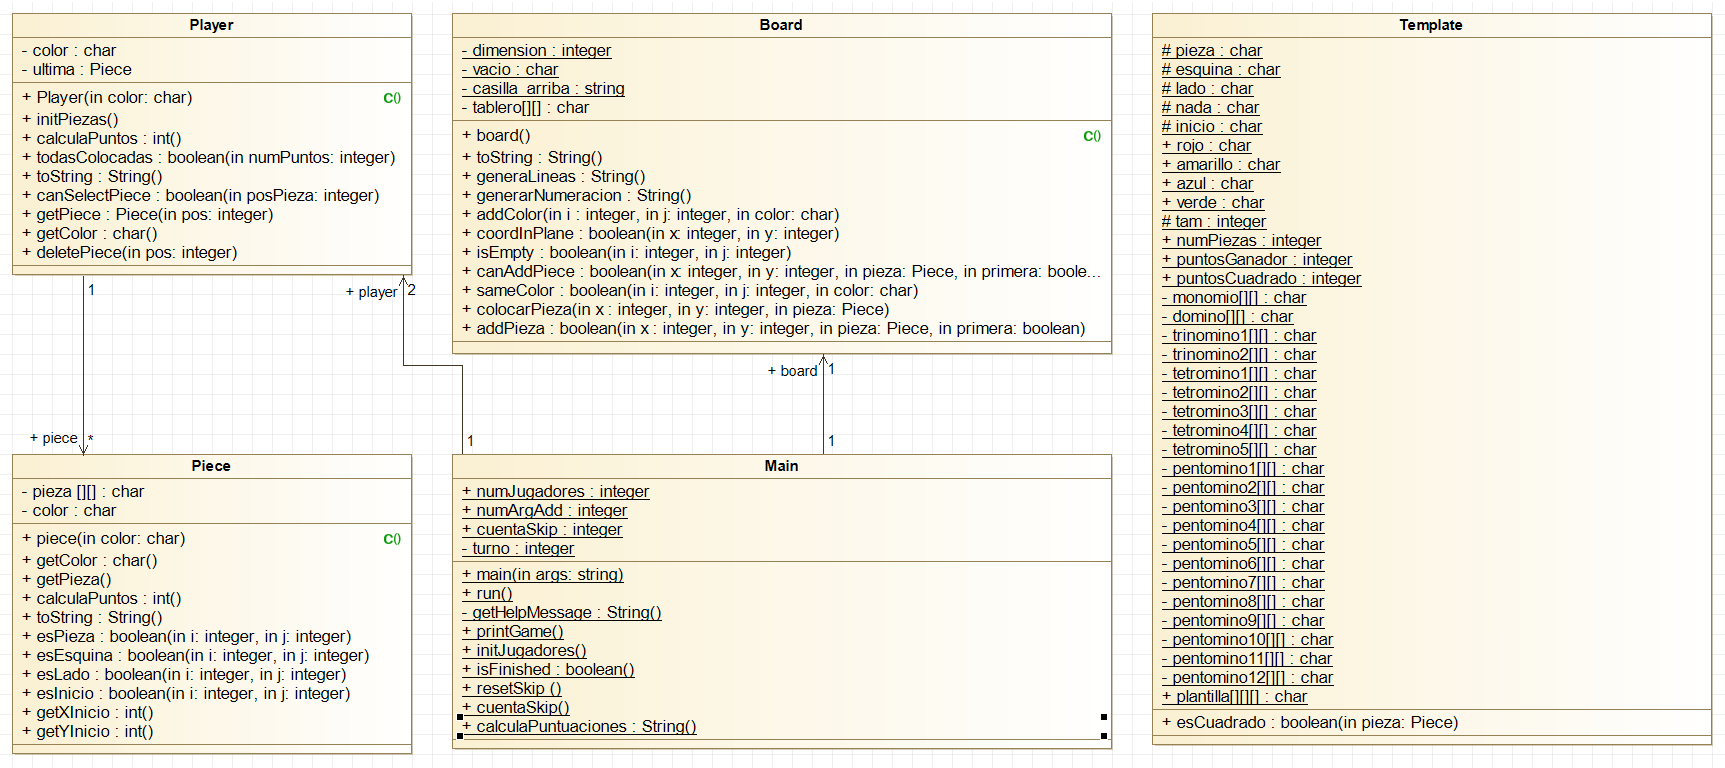 Player
- color : char
- ultima : Piece
+ Player(in color: char)
C()
+ initPiezas()
+ calculaPuntos : int()
+ todasColocadas : boolean(in numPuntos: integer)
+ toString : String()
+ canSelectPiece : boolean(in posPieza: integer)
+ getPiece : Piece(in pos: integer)
+ getColor : char()
+ deletePiece(in pos: integer)
1
+ player
2
+ piece
*
Board
- dimension : integer
- vacio : char
- casilla_arriba : string
- tablero[][] : char
+ board()
C()
+ toString : String()
+ generaLineas : String()
+ generarNumeracion : String()
+ addColor(in i : integer, in j: integer, in color: char)
+ coordInPlane : boolean(in x: integer, in y: integer)
+ isEmpty : boolean(in i: integer, in j: integer)
+ canAddPiece : boolean(in x: integer, in y: integer, in pieza: Piece, in primera: boole...
+ sameColor : boolean(in i: integer, in j: integer, in color: char)
+ colocarPieza(in x : integer, in y: integer, in pieza: Piece)
+ addPieza : boolean(in x : integer, in y: integer, in pieza: Piece, in primera: boolean)
+ board
1
1
1
Piece
- pieza [][] : char
- color : char
+ piece(in color: char)
C()
+ getColor : char()
+ getPieza()
+ calculaPuntos : int()
+ toString : String()
+ esPieza : boolean(in i: integer, in j: integer)
+ esEsquina : boolean(in i: integer, in j: integer)
+ esLado : boolean(in i: integer, in j: integer)
+ esInicio : boolean(in i: integer, in j: integer)
+ getXInicio : int()
+ getYInicio : int()
Main
+ numJugadores : integer
+ numArgAdd : integer
+ cuentaSkip : integer
- turno : integer
+ main(in args: string)
+ run()
- getHelpMessage : String()
+ printGame()
+ initJugadores()
+ isFinished : boolean()
+ resetSkip ()
+ cuentaSkip()
+ calculaPuntuaciones : String()
Template
# pieza : char
# esquina : char
# lado : char
# nada : char
# inicio : char
+ rojo : char
+ amarillo : char
+ azul : char
+ verde : char
# tam : integer
+ numPiezas : integer
+ puntosGanador : integer
+ puntosCuadrado : integer
- monomio[][] : char
- domino[][] : char
- trinomino1[][] : char
- trinomino2[][] : char
- tetromino1[][] : char
- tetromino2[][] : char
- tetromino3[][] : char
- tetromino4[][] : char
- tetromino5[][] : char
- pentomino1[][] : char
- pentomino2[][] : char
- pentomino3[][] : char
- pentomino4[][] : char
- pentomino5[][] : char
- pentomino6[][] : char
- pentomino7[][] : char
- pentomino8[][] : char
- pentomino9[][] : char
- pentomino10[][] : char
- pentomino11[][] : char
- pentomino12[][] : char
+ plantilla[][][] : char
+ esCuadrado : boolean(in pieza: Piece)